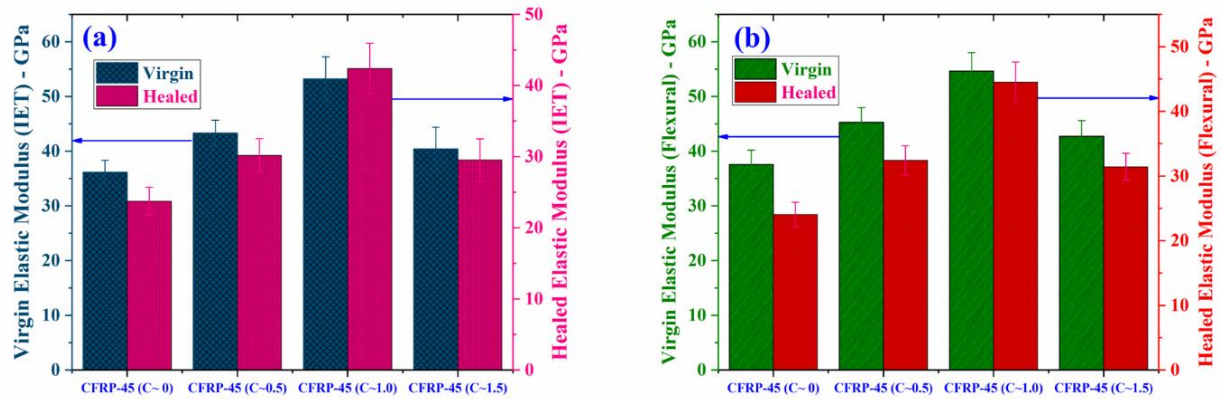 (a)
Virgin
Healed
Virgin Elastic Modulus (IET) - GPa
0
10
20
30
40
50
60
Healed Elastic Modulus (IET) - GPa
0
10
20
30
40
50
CFRP-45 (C~ 0)
CFRP-45 (C~0.5)
CFRP-45 (C~1.0)
CFRP-45 (C~1.5)
(b)
Virgin
Healed
Virgin Elastic Modulus (Flexural) - GPa
0
10
20
30
40
50
60
Healed Elastic Modulus (Flexural) - GPa
0
10
20
30
40
50
CFRP-45 (C~ 0)
CFRP-45 (C~0.5)
CFRP-45 (C~1.0)
CFRP-45 (C~1.5)